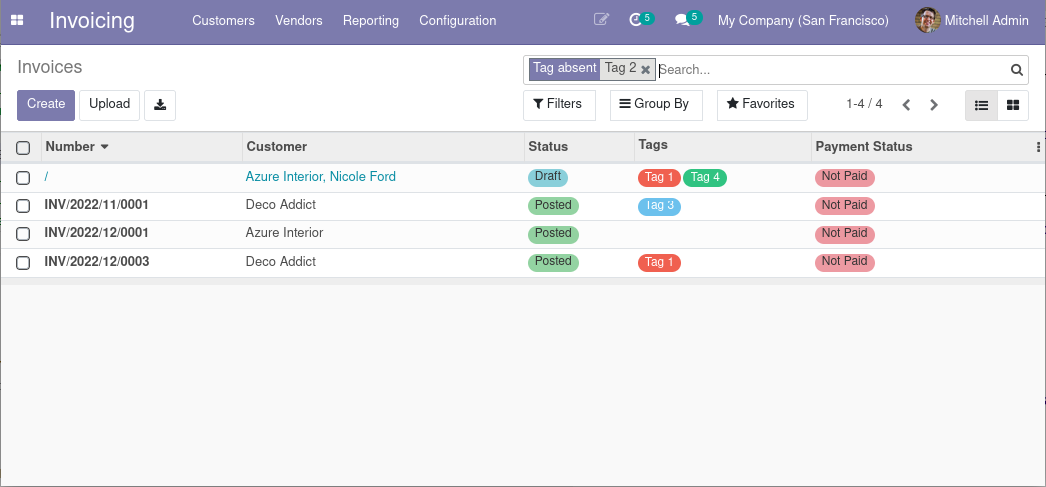 Invoicing Customers Vendors Reporting Configuration 5 5 My Company (San Francisco) Mitchell Admin
Invoices
Tag absent Tag 2 Search...
Create Upload Filters Group By Favorites 1-4 / 4
Number Customer Status Tags Payment Status
/ Azure Interior, Nicole Ford Draft Tag 1 Tag 4 Not Paid
INV/2022/11/0001 Deco Addict Posted Tag 3 Not Paid
INV/2022/12/0001 Azure Interior Posted Not Paid
INV/2022/12/0003 Deco Addict Posted Tag 1 Not Paid